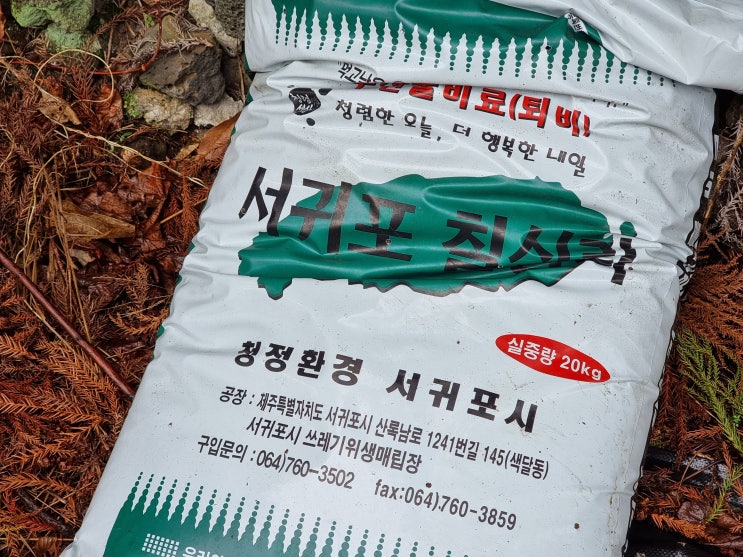 비료(퇴비)
청렴한 오늘, 더 행복한 내일
서귀포 칠십리
실중량 20kg
청정환경 서귀포시
공장 : 제주특별자치도 서귀포시 산록남로 1241번길 145(색달동)
서귀포시 쓰레기위생매립장
구입문의 : 064)760-3502 fax:064)760-3859